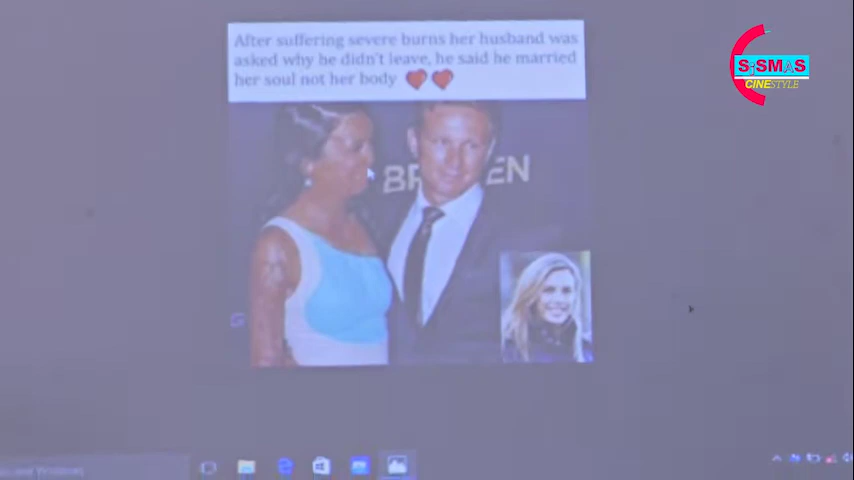 After suffering severe burns her husband was
asked why he didn't leave, he said he married
her soul not her body
SiSMAS
CINESTYLE
EN